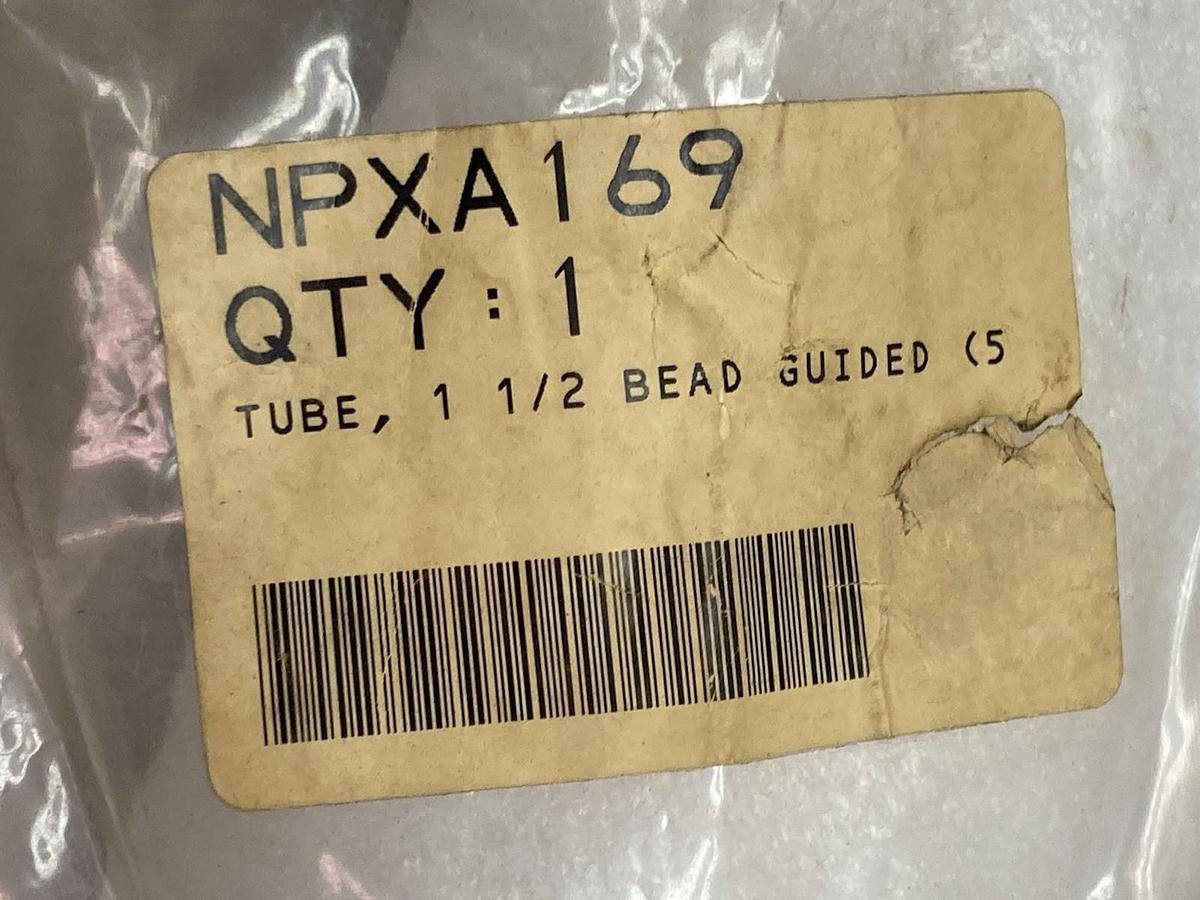 NPXA169
QTY: 1
TUBE, 1 1/2 BEAD GUIDED (5